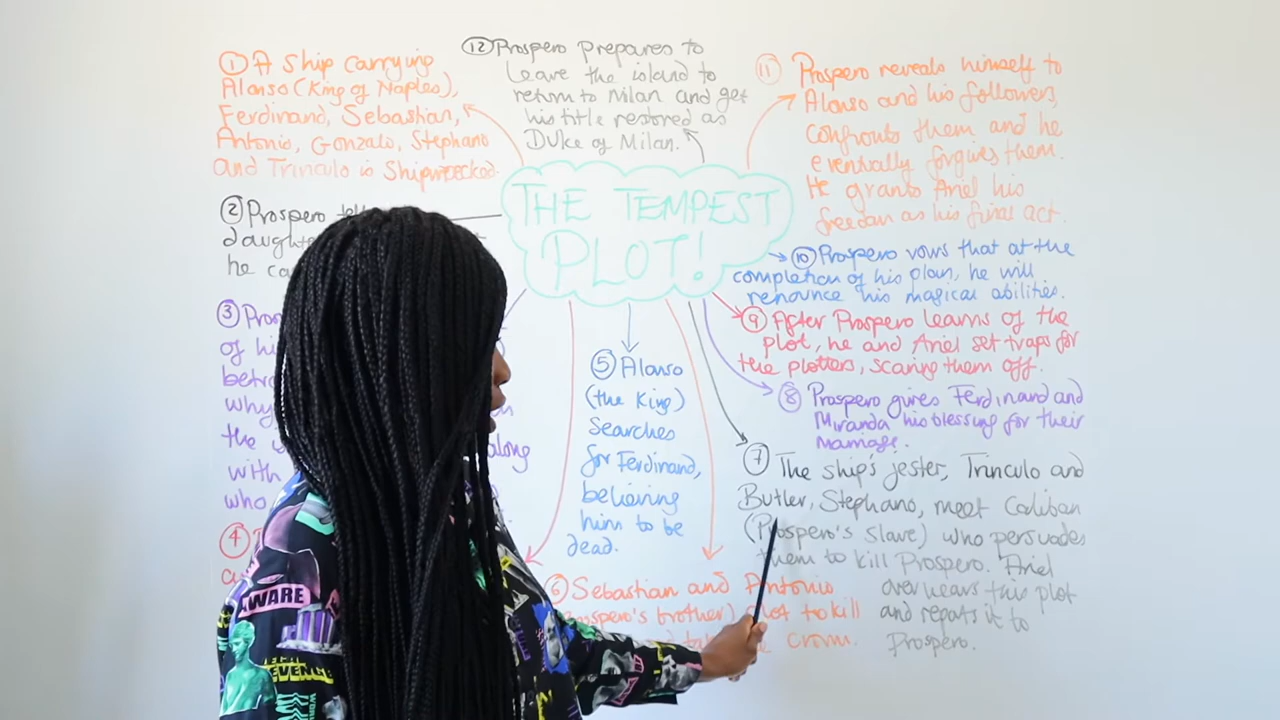 THE TEMPEST
PLOT!
① A ship carrying
Alonso (King of Naples),
Ferdinand, Sebastian,
Antonio, Gonzalo, Stephano
and Trinculo is Shipwrecked.
② Prospero
daught
he ca
③ Pros
of hi
betr
why
the
along
with
who
④
⑤ Alonso
(the King)
Searches
for Ferdinand,
believing
him to be
dead.
⑥ Sebastian and Antonio
Prospero's brother) plot to kill
crown.
⑦ The ship's jester, Trinculo and
Butler, Stephano, meet Caliban
(Prospero's Slave) who persuades
them to kill Prospero. Ariel
overhears this plot
and repots it to
Prospero.
⑧ Prospero gives Ferdinand and
Miranda his blessing for their
marriage.
⑨ After Prospero learns of the
plot, he and Ariel set traps for
the plotters, scaring them off.
⑩ Prospero vows that at the
completion of his plan, he will
renounce his magical abilities.
⑪ Prospero reveals himself to
Alonso and his followers,
confronts them and he
eventually forgives them.
He grants Ariel his
freedom as his final act.
⑫ Prospero prepares to
leave the island to
return to Milan and get
his title restored as
Duke of Milan.
AWARE
REVENGE